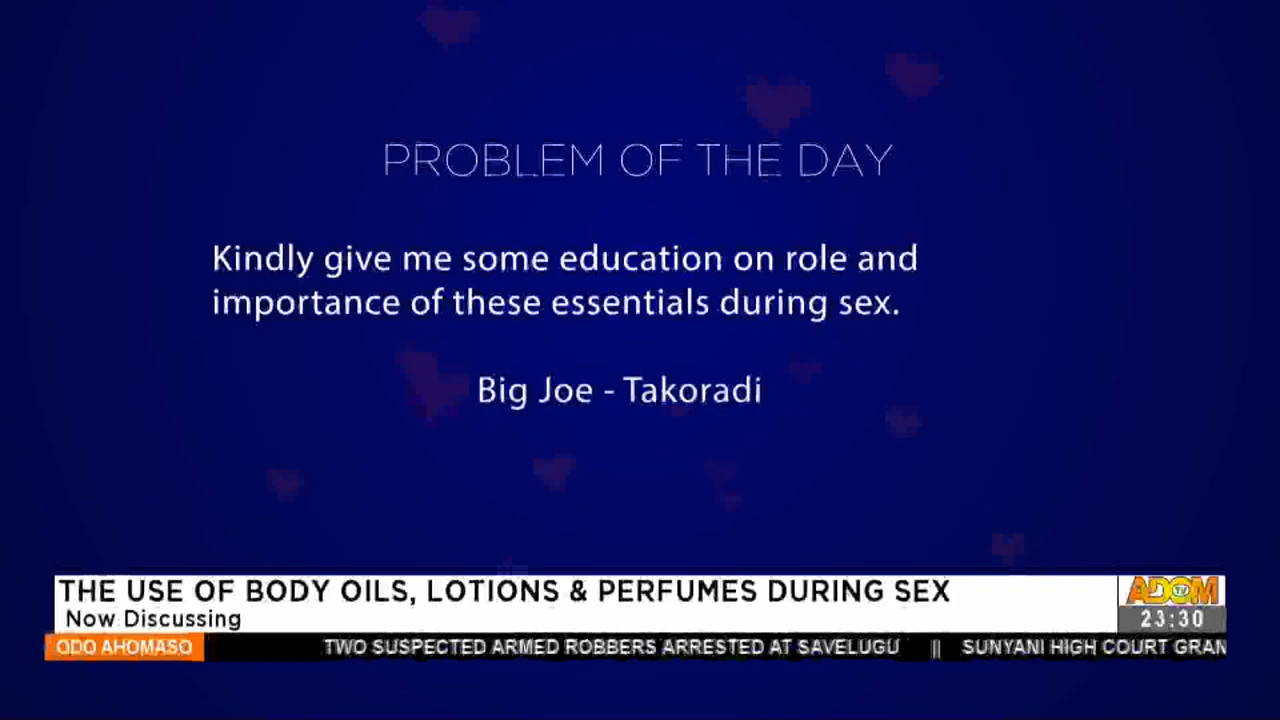 PROBLEM OF THE DAY
Kindly give me some education on role and
importance of these essentials during sex.
Big Joe - Takoradi
THE USE OF BODY OILS, LOTIONS & PERFUMES DURING SEX
Now Discussing
ADOM TV
23:30
ODO AHOMASO
TWO SUSPECTED ARMED ROBBERS ARRESTED AT SAVELUGU || SUNYANI HIGH COURT GRAN